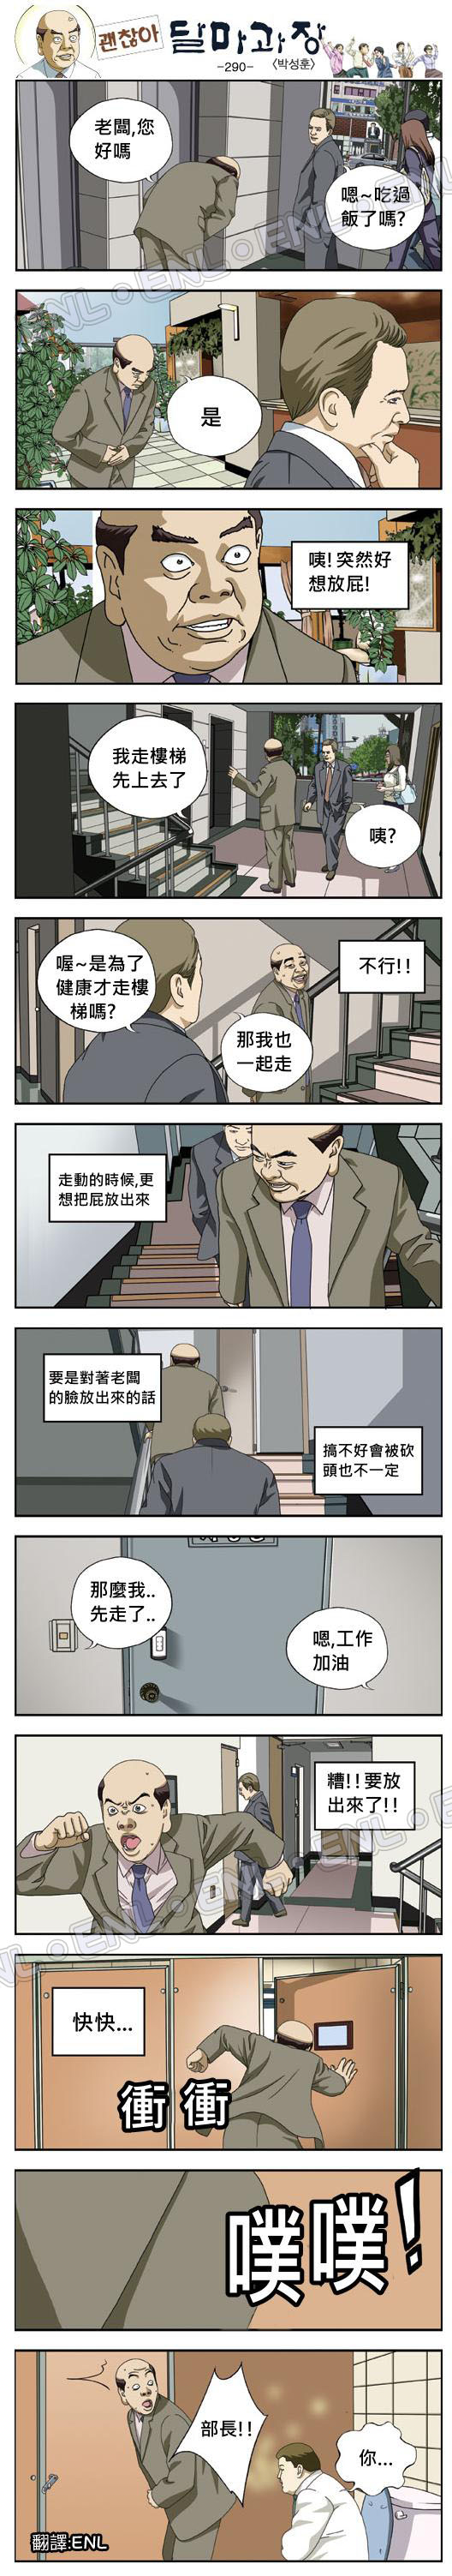 괜찮아 달마과장
-290- <박성훈>
老闆,您
好嗎
嗯~吃過
飯了嗎?
是
咦!突然好
想放屁!
我走樓梯
先上去了
咦?
喔~是為了
健康才走樓
梯嗎?
不行!!
那我也
一起走
走動的時候,更
想把屁放出來
要是對著老闆
的臉放出來的話
搞不好會被砍
頭也不一定
那麼我..
先走了..
嗯,工作
加油
糟!!要放
出來了!!
快快...
衝 衝
噗噗!
部長!!
你...
翻譯:ENL